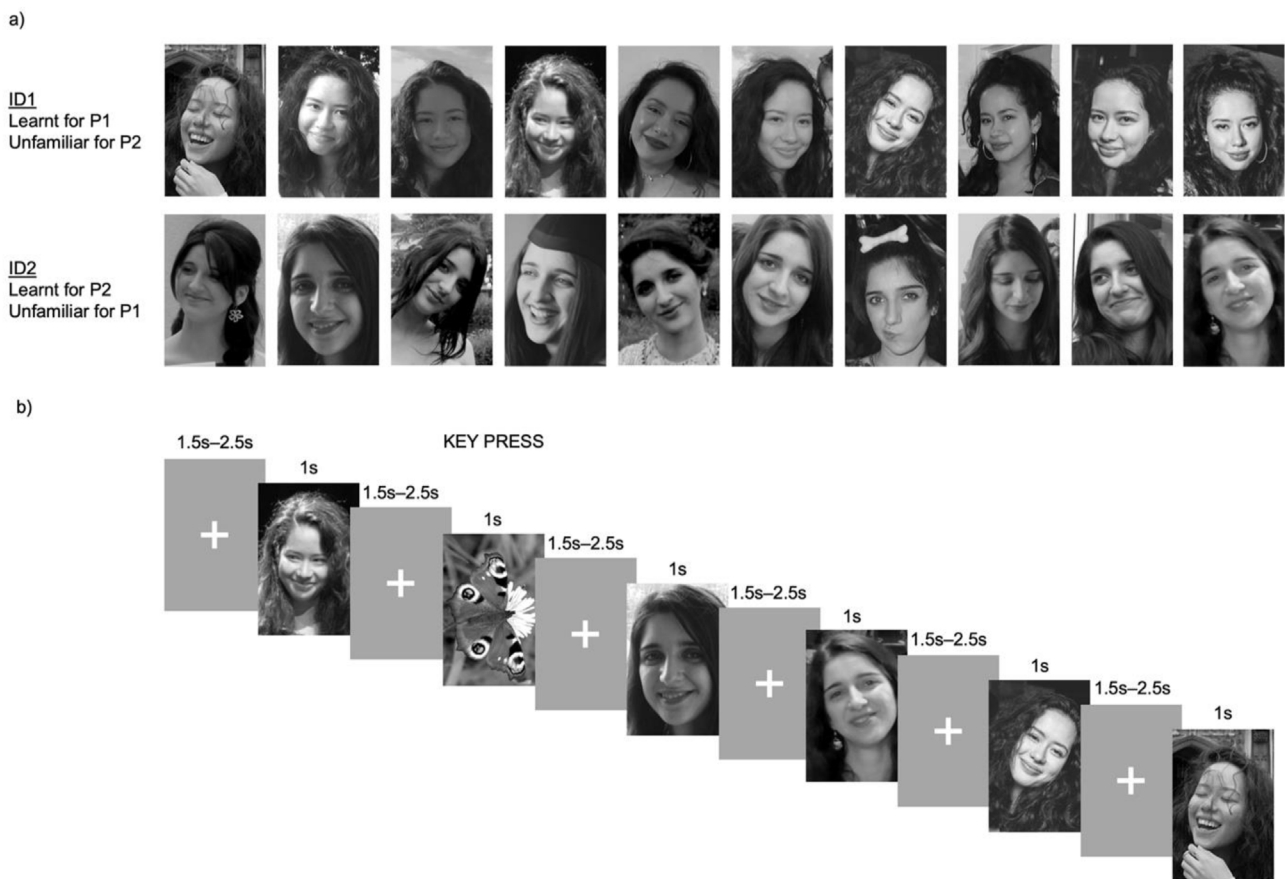 a)
ID1
Learnt for P1
Unfamiliar for P2
ID2
Learnt for P2
Unfamiliar for P1
b)
1.5s–2.5s
KEY PRESS
1s
1.5s–2.5s
1s
1.5s–2.5s
1s
1.5s–2.5s
1s
1.5s–2.5s
1s
1.5s–2.5s
1s